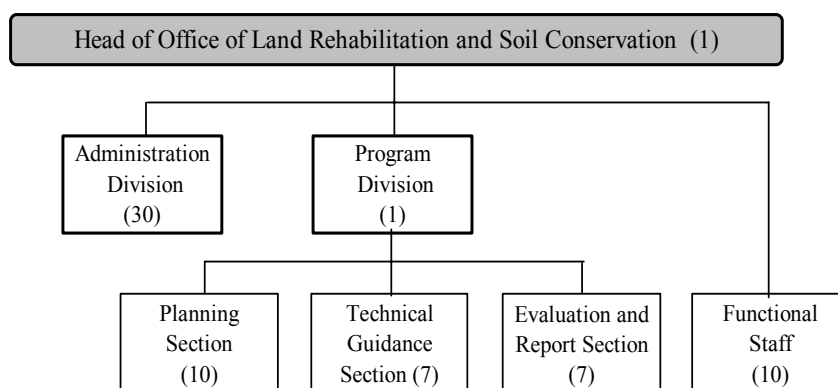 Head of Office of Land Rehabilitation and Soil Conservation (1)
Administration
Division
(30)
Program
Division
(1)
Planning
Section
(10)
Technical
Guidance
Section (7)
Evaluation and
Report Section
(7)
Functional
Staff
(10)